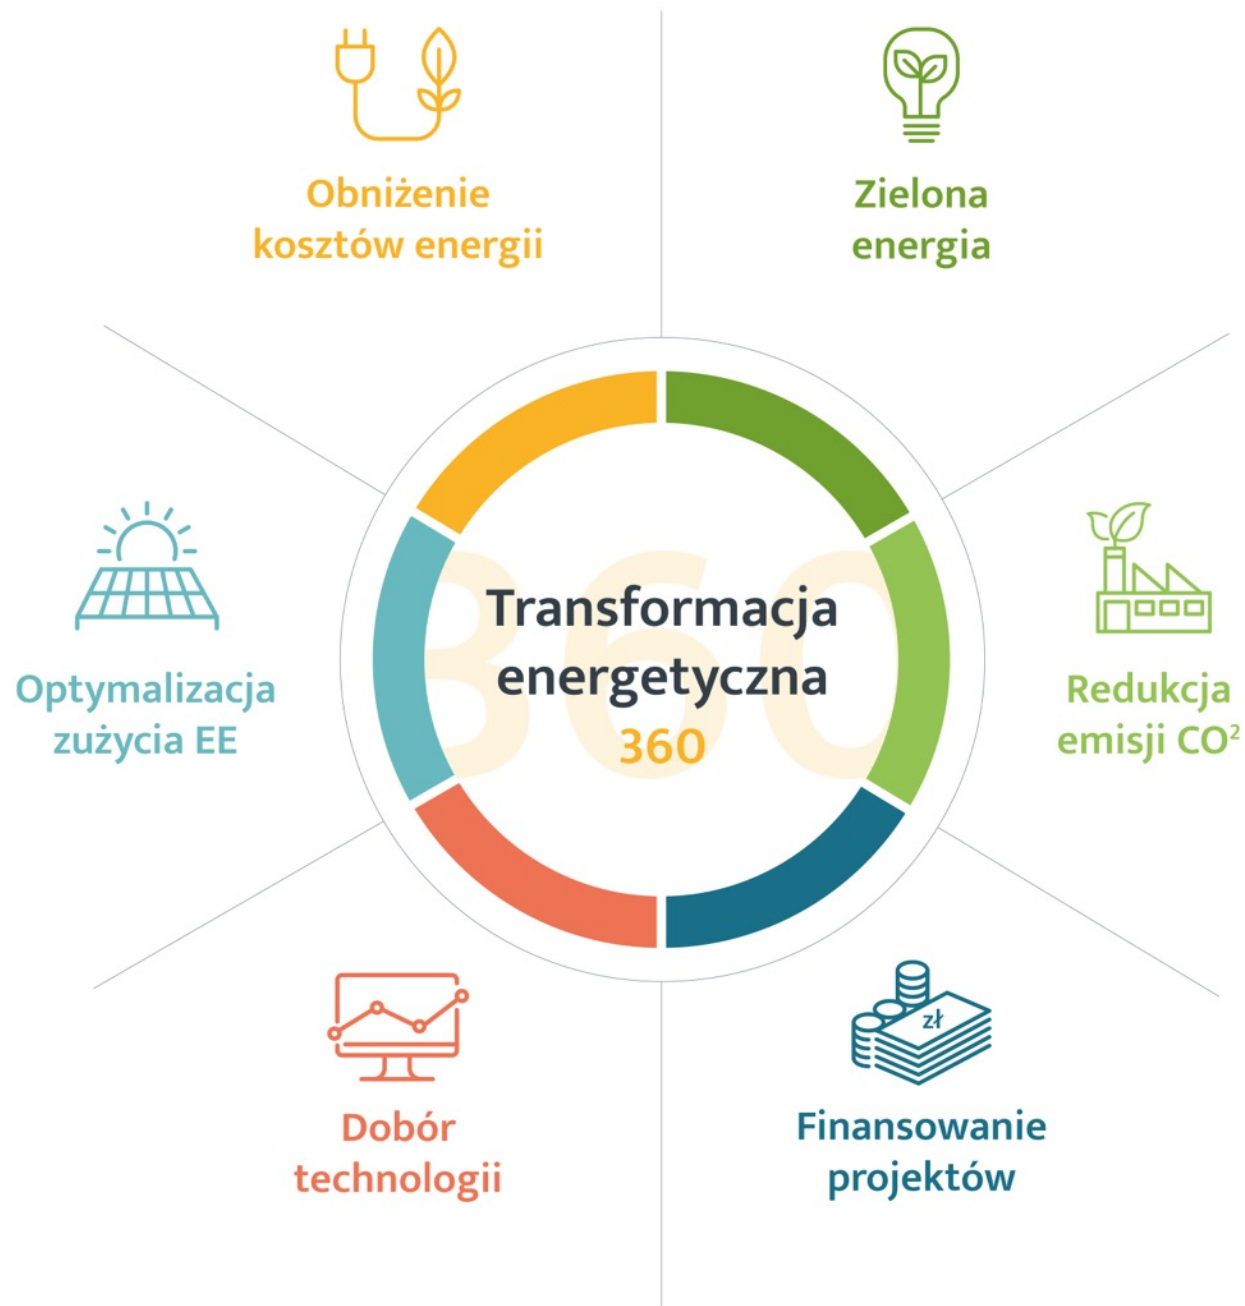 Obniżenie
kosztów energii
Zielona
energia
Optymalizacja
zużycia EE
360
Transformacja
energetyczna
360
Redukcja
emisji CO²
zł
Dobór
technologii
Finansowanie
projektów